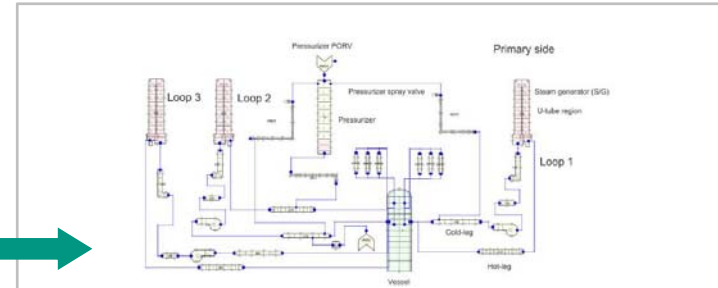 Pressurizer PORV
Primary side
Loop 3
Loop 2
Pressurizer spray valve
Steam generator (S/G)
U-tube region
Pressurizer
Loop 1
Cold-leg
Hot-leg
Vessel